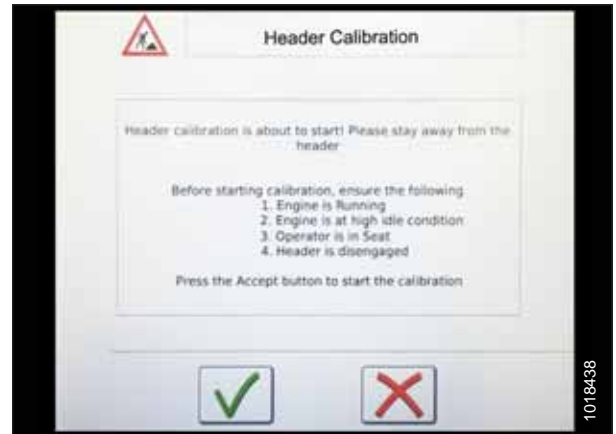 Header Calibration
Header calibration is about to start! Please stay away from the
header
Before starting calibration, ensure the following
1. Engine is Running
2. Engine is at high idle condition
3. Operator is in Seat
4. Header is disengaged
Press the Accept button to start the calibration
1018438